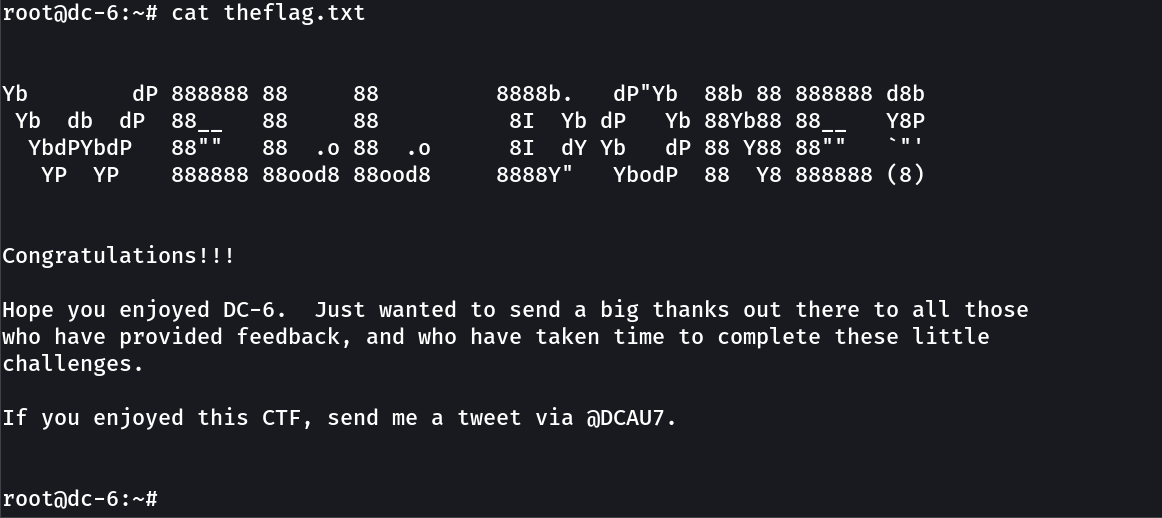 root@dc-6:~# cat theflag.txt
Yb        dP 888888 88     88         8888b.   dP"Yb  88b 88 888888 d8b
 Yb  db  dP  88__   88     88          8I  Yb dP   Yb 88Yb88 88__   Y8P
  YbdPYbdP   88""   88  .o 88  .o      8I  dY Yb   dP 88 Y88 88""   `"'
   YP  YP    888888 88ood8 88ood8     8888Y"   YbodP  88  Y8 888888 (8)
Congratulations!!!
Hope you enjoyed DC-6.  Just wanted to send a big thanks out there to all those
who have provided feedback, and who have taken time to complete these little
challenges.
If you enjoyed this CTF, send me a tweet via @DCAU7.
root@dc-6:~#